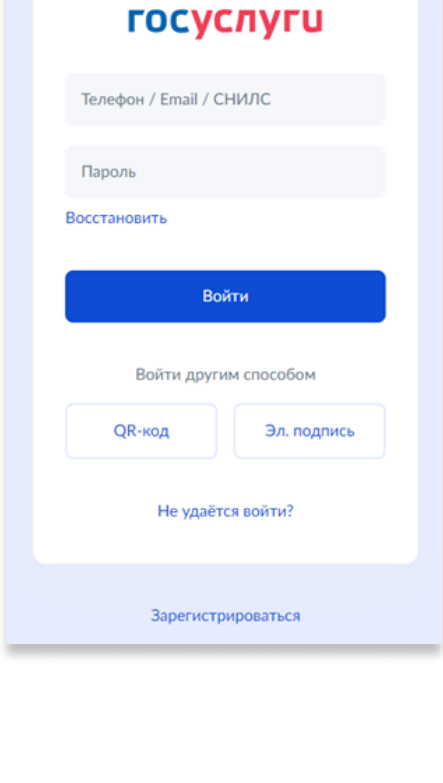 госуслуги
Телефон / Email / СНИЛС
Пароль
Восстановить
Войти
Войти другим способом
QR-код
Эл. подпись
Не удаётся войти?
Зарегистрироваться